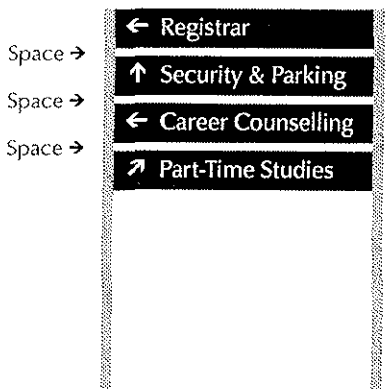 ← Registrar
Space →
↑ Security & Parking
Space →
← Career Counselling
Space →
↗ Part-Time Studies